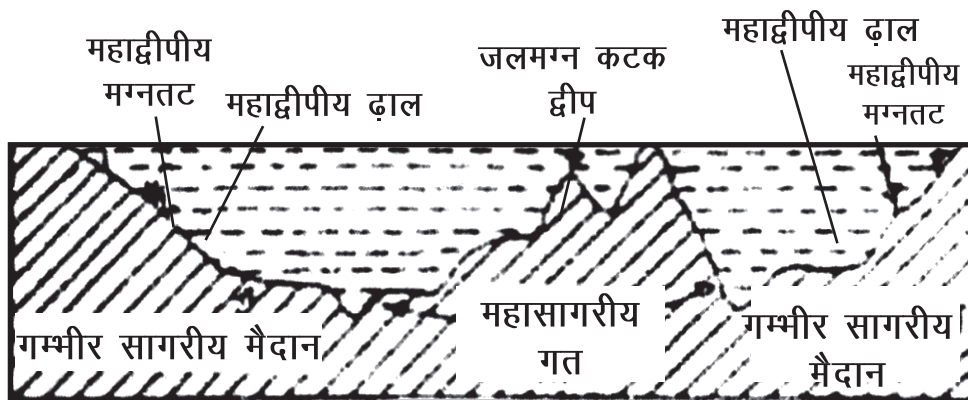 महाद्वीपीय
मग्नतट
महाद्वीपीय ढ़ाल
जलमग्न कटक
द्वीप
महाद्वीपीय ढ़ाल
महाद्वीपीय
मग्नतट
गम्भीर सागरीय मैदान
महासागरीय
गत
गम्भीर सागरीय
मैदान